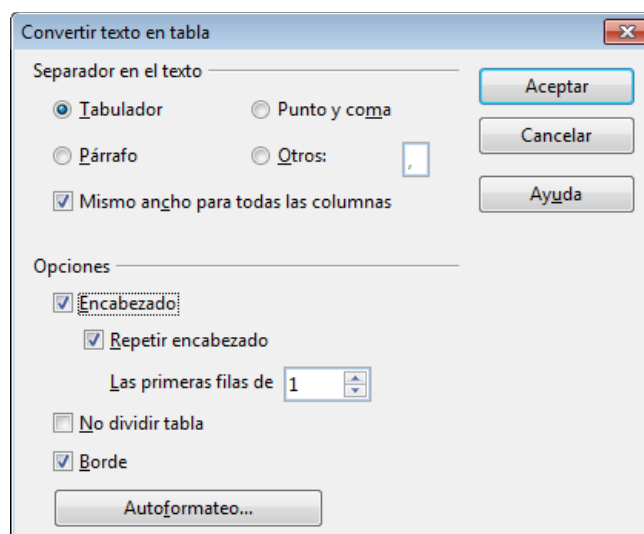 Convertir texto en tabla
Separador en el texto
Tabulador
Punto y coma
Párrafo
Otros:
,
Mismo ancho para todas las columnas
Aceptar
Cancelar
Ayuda
Opciones
Encabezado
Repetir encabezado
Las primeras filas de 1
No dividir tabla
Borde
Autoformateo...